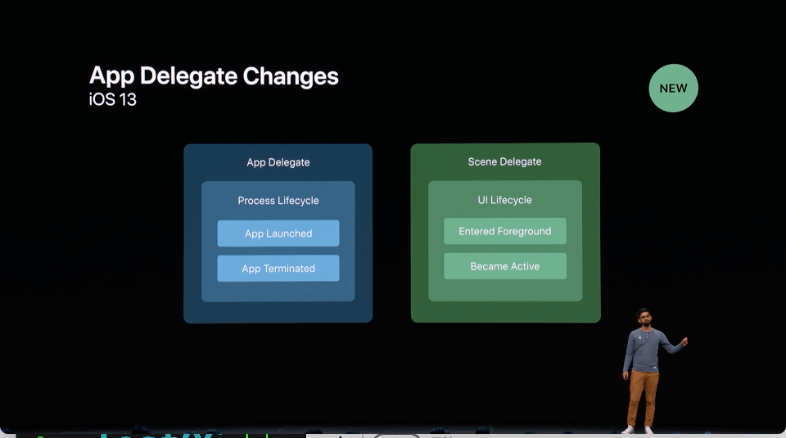 App Delegate Changes
iOS 13
NEW
App Delegate
Process Lifecycle
App Launched
App Terminated
Scene Delegate
UI Lifecycle
Entered Foreground
Became Active